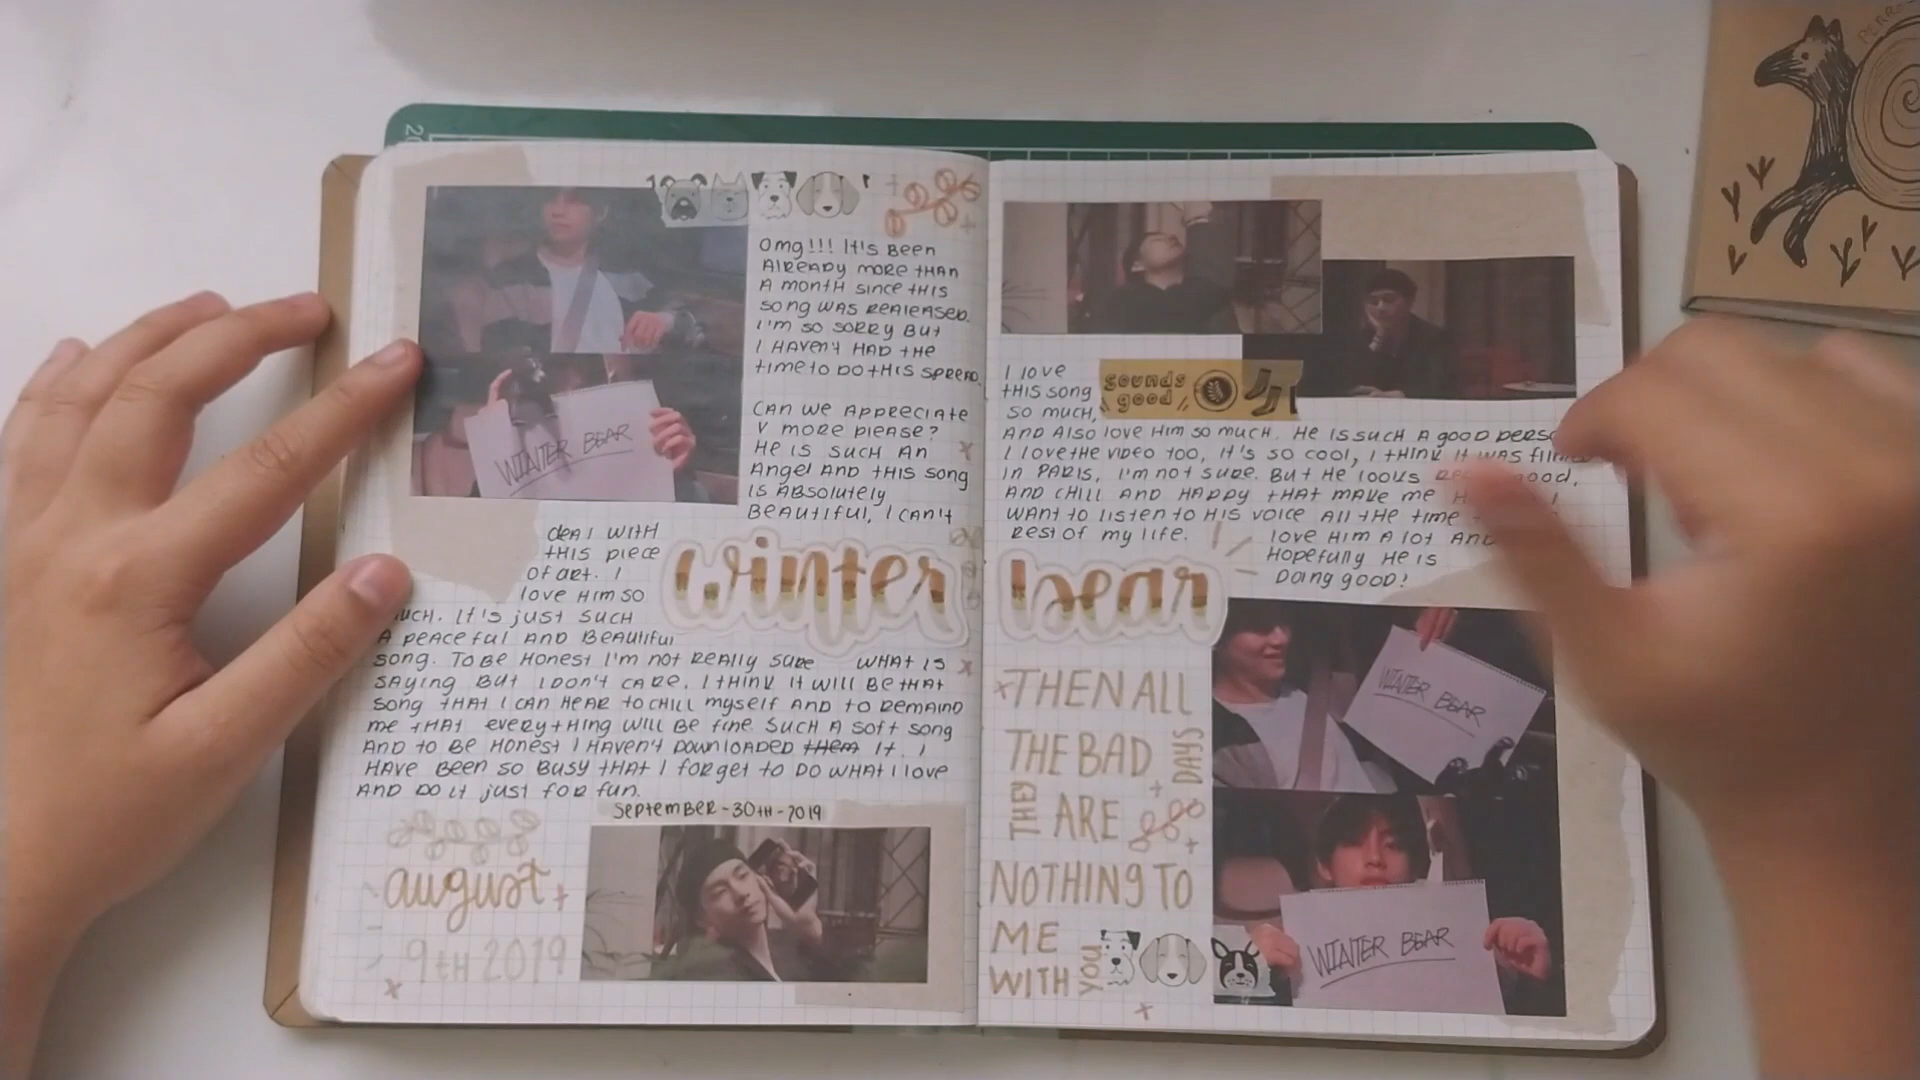 Omg!!! It's been
already more than
a month since this
song was realeased.
I'm so sorry but
I haven't had the
time to do this spread.
Can we appreciate
V more please?
He is such an
angel and this song
is absolutely
beautiful, I can't
deal with
this piece
of art. I
love him so
much. It's just such
a peaceful and beautiful
song. To be honest I'm not really sure what is
saying but I don't care. I think it will be that
song that I can hear to chill myself and to remaind
me that everything will be fine. Such a soft song
and to be honest I haven't downloaded them it. I
have been so busy that I forget to do what I love
and do it just for fun.
September-30th-2019
august
9th 2019
WINTER BEAR
winter bear
I love
this song
so much,
sounds
good
and also love him so much. He is such a good
I love the video too, it's so cool, I think it was
in Paris, I'm not sure. But he looks good,
and chill and happy that make me
want to listen to his voice all the time
rest of my life.
love him a lot and
hopefully he is
doing good!
THEN ALL
THE BAD
DAYS
THEY
ARE
NOTHING TO
ME
WITH
YOU
WINTER BEAR
WINTER BEAR